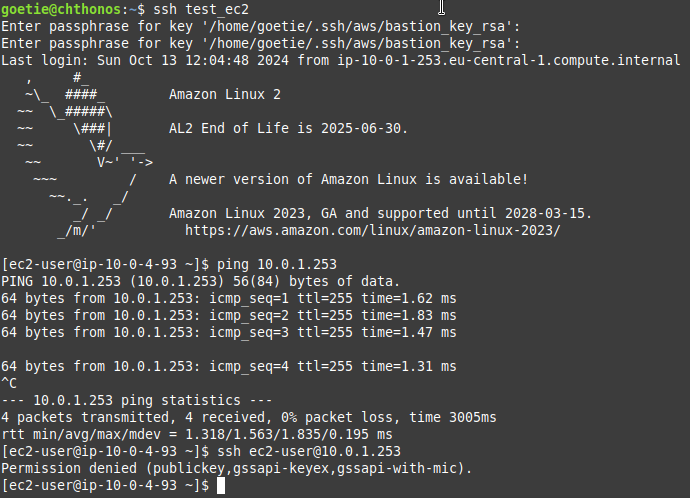 goetie@chthonos:~$ ssh test_ec2
Enter passphrase for key '/home/goetie/.ssh/aws/bastion_key_rsa':
Enter passphrase for key '/home/goetie/.ssh/aws/bastion_key_rsa':
Last login: Sun Oct 13 12:04:48 2024 from ip-10-0-1-253.eu-central-1.compute.internal
   ,     #_
   ~\_  ####_        Amazon Linux 2
  ~~  \_#####\
  ~~     \###|       AL2 End of Life is 2025-06-30.
  ~~       \#/ ___
   ~~       V~' '->
    ~~~         /    A newer version of Amazon Linux is available!
      ~~._.   _/
         _/ _/       Amazon Linux 2023, GA and supported until 2028-03-15.
       _/m/'           https://aws.amazon.com/linux/amazon-linux-2023/

[ec2-user@ip-10-0-4-93 ~]$ ping 10.0.1.253
PING 10.0.1.253 (10.0.1.253) 56(84) bytes of data.
64 bytes from 10.0.1.253: icmp_seq=1 ttl=255 time=1.62 ms
64 bytes from 10.0.1.253: icmp_seq=2 ttl=255 time=1.83 ms
64 bytes from 10.0.1.253: icmp_seq=3 ttl=255 time=1.47 ms

64 bytes from 10.0.1.253: icmp_seq=4 ttl=255 time=1.31 ms
^C
--- 10.0.1.253 ping statistics ---
4 packets transmitted, 4 received, 0% packet loss, time 3005ms
rtt min/avg/max/mdev = 1.318/1.563/1.835/0.195 ms
[ec2-user@ip-10-0-4-93 ~]$ ssh ec2-user@10.0.1.253
Permission denied (publickey,gssapi-keyex,gssapi-with-mic).
[ec2-user@ip-10-0-4-93 ~]$